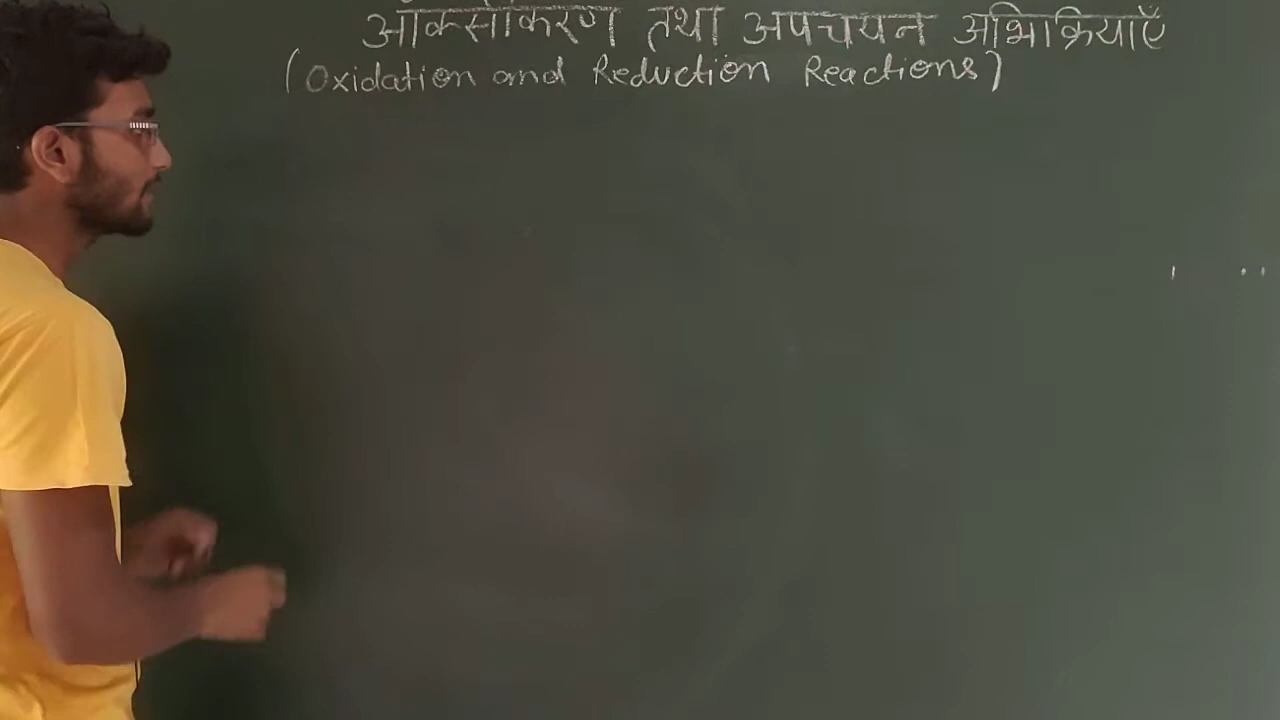 ऑक्सीकरण तथा अपचयन अभिक्रियाएँ
(Oxidation and Reduction Reactions)